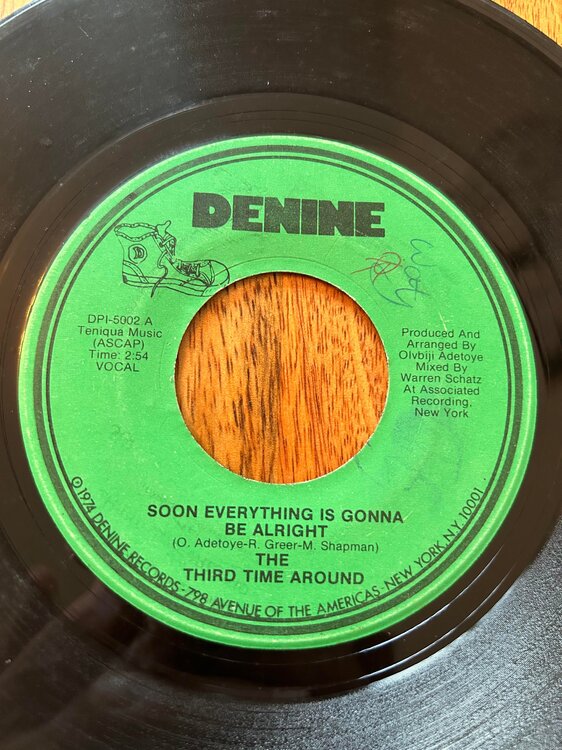 DENINE
DPI-5002 A
Teniqua Music
(ASCAP)
Time: 2:54
VOCAL
Produced And
Arranged By
Olvbiji Adetoye
Mixed By
Warren Schatz
At Associated
Recording,
New York
SOON EVERYTHING IS GONNA
BE ALRIGHT
(O. Adetoye-R. Greer-M. Shapman)
THE
THIRD TIME AROUND
℗1974 DENINE RECORDS-798 AVENUE OF THE AMERICAS-NEW YORK, N.Y. 10001